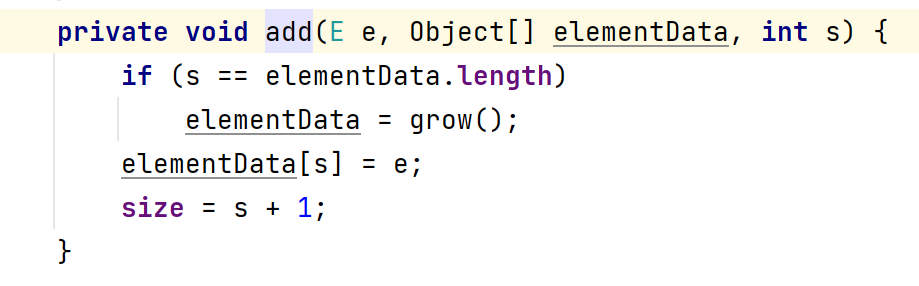 private void add(E e, Object[] elementData, int s) {
    if (s == elementData.length)
        elementData = grow();
    elementData[s] = e;
    size = s + 1;
}